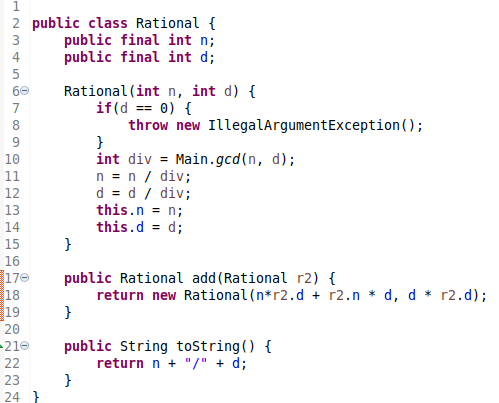 1
2 public class Rational {
3     public final int n;
4     public final int d;
5
6     Rational(int n, int d) {
7         if(d == 0) {
8             throw new IllegalArgumentException();
9         }
10         int div = Main.gcd(n, d);
11         n = n / div;
12         d = d / div;
13         this.n = n;
14         this.d = d;
15     }
16
17     public Rational add(Rational r2) {
18         return new Rational(n*r2.d + r2.n * d, d * r2.d);
19     }
20
21     public String toString() {
22         return n + "/" + d;
23     }
24 }